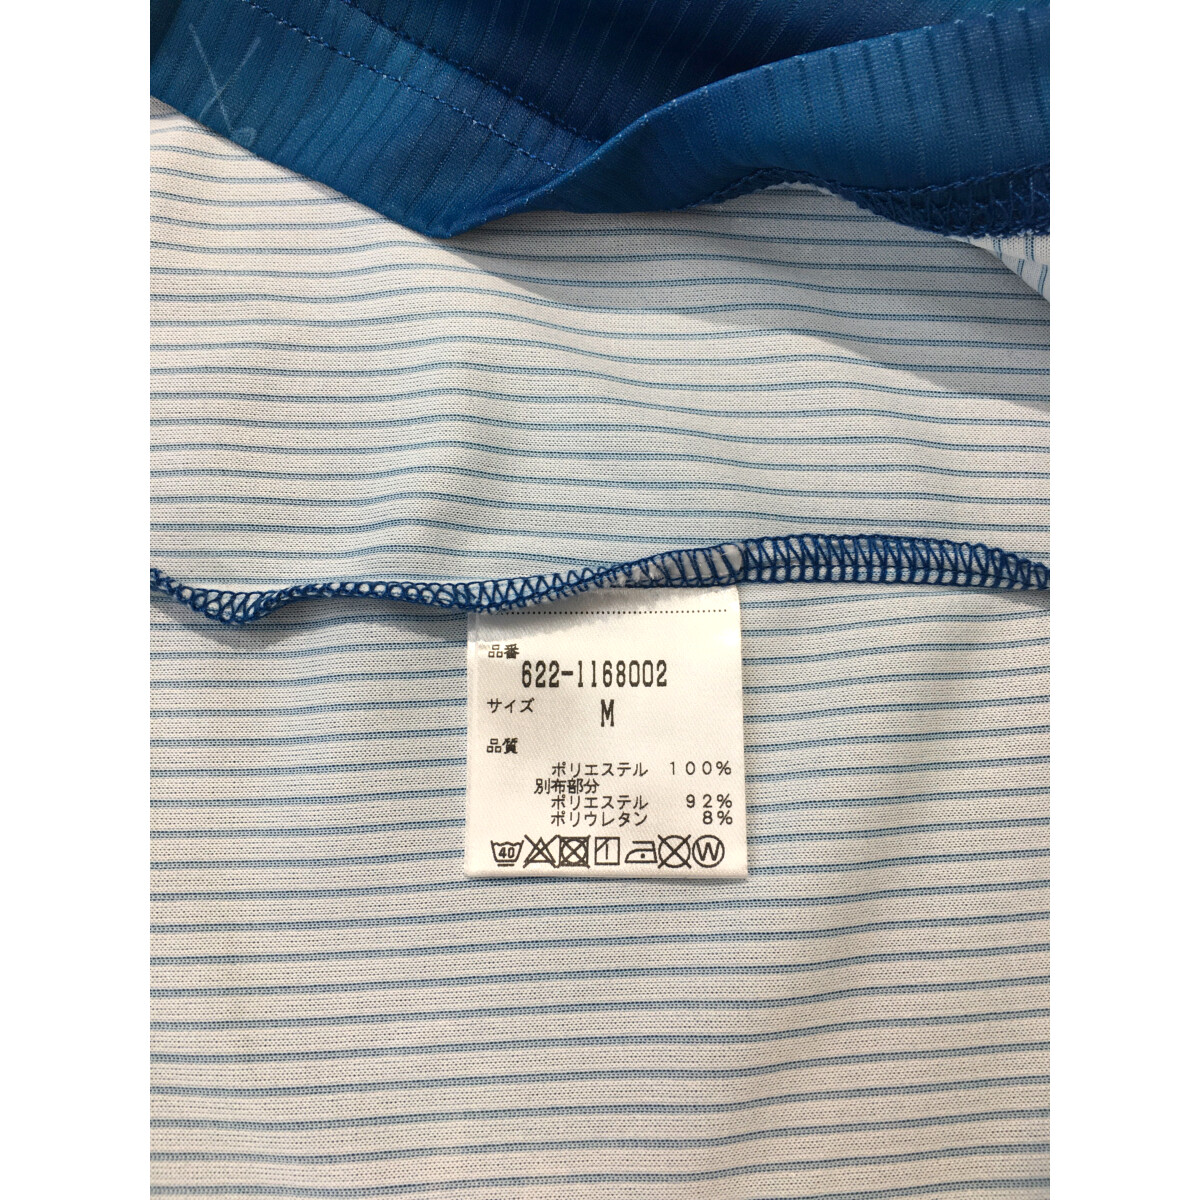 品番
622-1168002
サイズ
M
品質
ポリエステル 100%
別布部分
ポリエステル 92%
ポリウレタン 8%
40 W